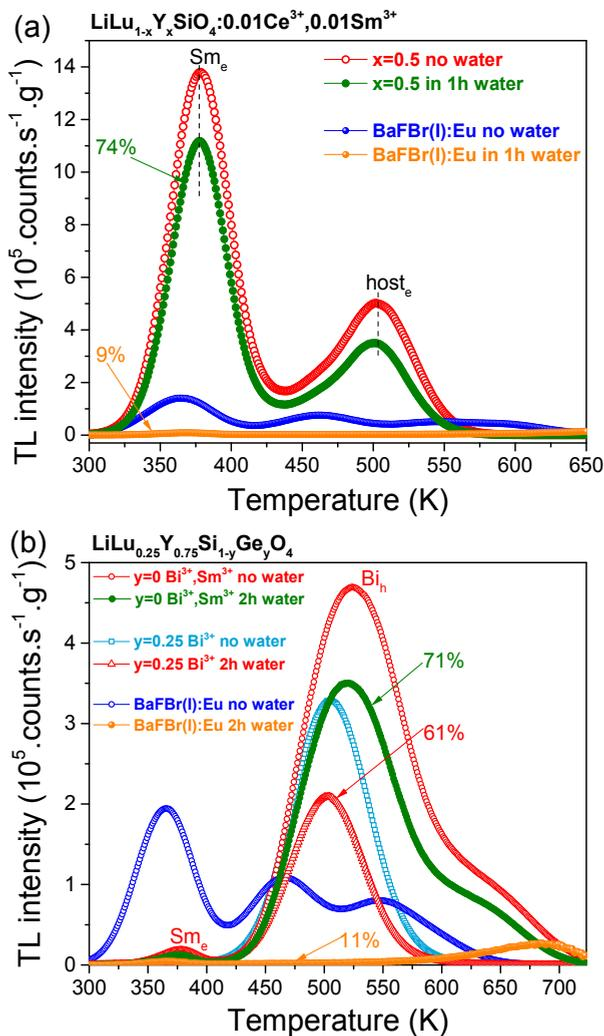 (a) LiLu₁₋ₓYₓSiO₄:0.01Ce³⁺,0.01Sm³⁺
Smₑ
x=0.5 no water
x=0.5 in 1h water
BaFBr(I):Eu no water
BaFBr(I):Eu in 1h water
74%
hostₑ
9%
TL intensity (10⁵.counts.s⁻¹.g⁻¹)
14
12
10
8
6
4
2
0
300 350 400 450 500 550 600 650
Temperature (K)
(b) LiLu₀.₂₅Y₀.₇₅Si₁₋yGeyO₄
y=0 Bi³⁺,Sm³⁺ no water
y=0 Bi³⁺,Sm³⁺ 2h water
y=0.25 Bi³⁺ no water
y=0.25 Bi³⁺ 2h water
BaFBr(I):Eu no water
BaFBr(I):Eu 2h water
Biₕ
71%
61%
Smₑ
11%
TL intensity (10⁵.counts.s⁻¹.g⁻¹)
5
4
3
2
1
0
300 350 400 450 500 550 600 650 700
Temperature (K)